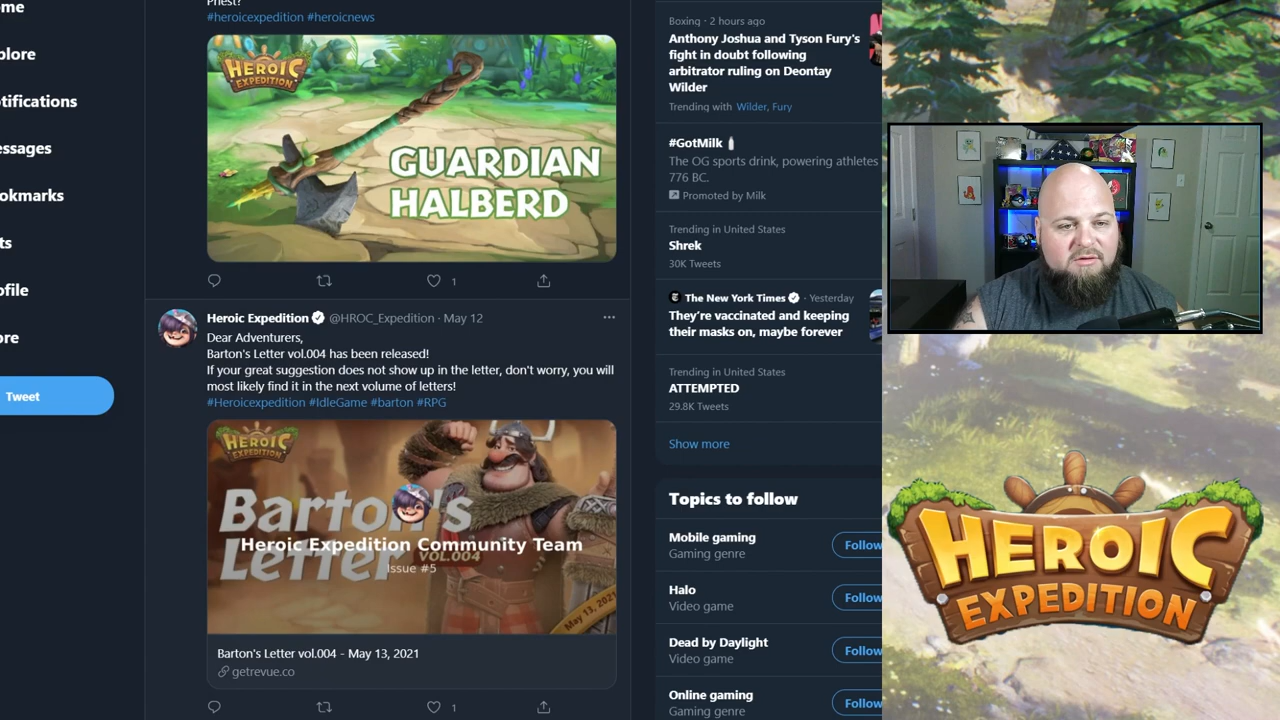 Priest?
#heroicexpedition #heroicnews
HEROIC
EXPEDITION
GUARDIAN
HALBERD
1
Heroic Expedition @HROC_Expedition · May 12
Dear Adventurers,
Barton's Letter vol.004 has been released!
If your great suggestion does not show up in the letter, don't worry, you will
most likely find it in the next volume of letters!
#Heroicexpedition #IdleGame #barton #RPG
HEROIC
EXPEDITION
Barton's
Letter VOL.004
Heroic Expedition Community Team
Issue #5
May 13, 2021
Barton's Letter vol.004 - May 13, 2021
getrevue.co
1
ome
plore
otifications
essages
okmarks
ts
ofile
ore
Tweet
Boxing · 2 hours ago
Anthony Joshua and Tyson Fury's
fight in doubt following
arbitrator ruling on Deontay
Wilder
Trending with Wilder, Fury
#GotMilk
The OG sports drink, powering athletes
776 BC.
Promoted by Milk
Trending in United States
Shrek
30K Tweets
The New York Times · Yesterday
They're vaccinated and keeping
their masks on, maybe forever
Trending in United States
ATTEMPTED
29.8K Tweets
Show more
Topics to follow
Mobile gaming
Gaming genre
Follow
Halo
Video game
Follow
Dead by Daylight
Video game
Follow
Online gaming
Gaming genre
Follow
HEROIC
EXPEDITION